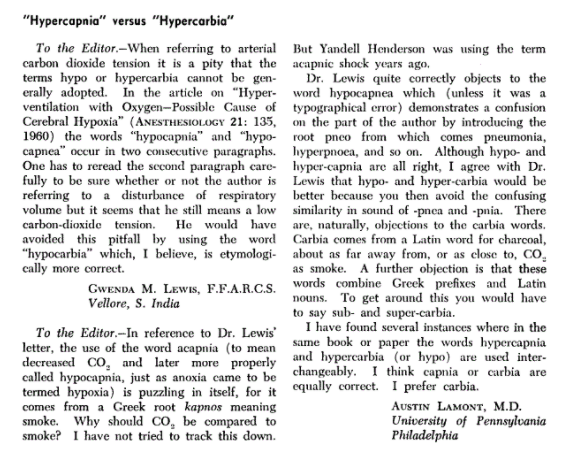 "Hypercapnia" versus "Hypercarbia"
To the Editor.—When referring to arterial
carbon dioxide tension it is a pity that the
terms hypo or hypercarbia cannot be gen-
erally adopted. In the article on "Hyper-
ventilation with Oxygen—Possible Cause of
Cerebral Hypoxia" (ANESTHESIOLOGY 21: 135,
1960) the words "hypocapnia" and "hypo-
capnea" occur in two consecutive paragraphs.
One has to reread the second paragraph care-
fully to be sure whether or not the author is
referring to a disturbance of respiratory
volume but it seems that he still means a low
carbon-dioxide tension. He would have
avoided this pitfall by using the word
"hypocarbia" which, I believe, is etymologi-
cally more correct.
GWENDA M. LEWIS, F.F.A.R.C.S.
Vellore, S. India
To the Editor.—In reference to Dr. Lewis'
letter, the use of the word acapnia (to mean
decreased CO₂ and later more properly
called hypocapnia, just as anoxia came to be
termed hypoxia) is puzzling in itself, for it
comes from a Greek root kapnos meaning
smoke. Why should CO₂ be compared to
smoke? I have not tried to track this down.
But Yandell Henderson was using the term
acapnic shock years ago.
Dr. Lewis quite correctly objects to the
word hypocapnea which (unless it was a
typographical error) demonstrates a confusion
on the part of the author by introducing the
root pneo from which comes pneumonia,
hyperpnoea, and so on. Although hypo- and
hyper-capnia are all right, I agree with Dr.
Lewis that hypo- and hyper-carbia would be
better because you then avoid the confusing
similarity in sound of -pnea and -pnia. There
are, naturally, objections to the carbia words.
Carbia comes from a Latin word for charcoal,
about as far away from, or as close to, CO₂
as smoke. A further objection is that these
words combine Greek prefixes and Latin
nouns. To get around this you would have
to say sub- and super-carbia.
I have found several instances where in the
same book or paper the words hypercapnia
and hypercarbia (or hypo) are used inter-
changeably. I think capnia or carbia are
equally correct. I prefer carbia.
AUSTIN LAMONT, M.D.
University of Pennsylvania
Philadelphia